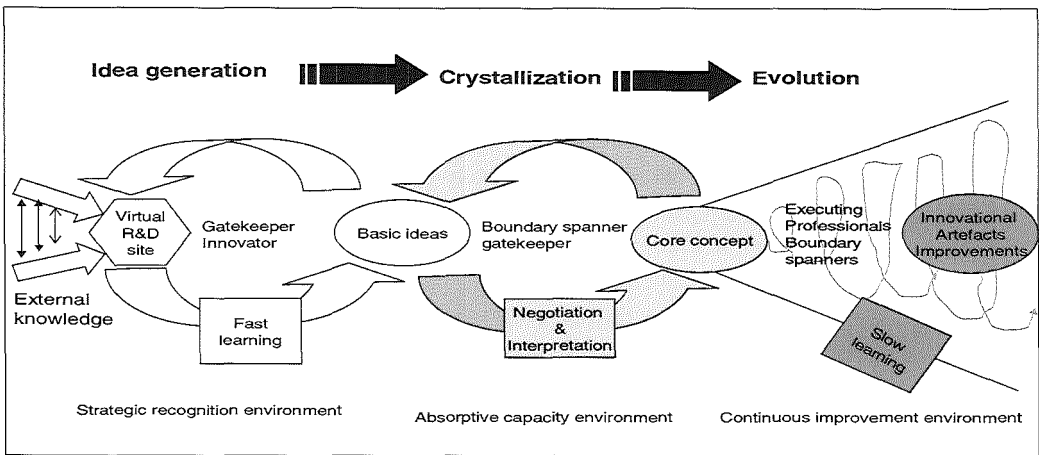 Idea generation
Crystallization
Evolution
Virtual
R&D
site
Gatekeeper
Innovator
Basic ideas
Boundary spanner
gatekeeper
Core concept
Executing
Professionals
Boundary
spanners
Innovational
Artefacts
Improvements
External
knowledge
Fast
learning
Negotiation
&
Interpretation
Slow
learning
Strategic recognition environment
Absorptive capacity environment
Continuous improvement environment